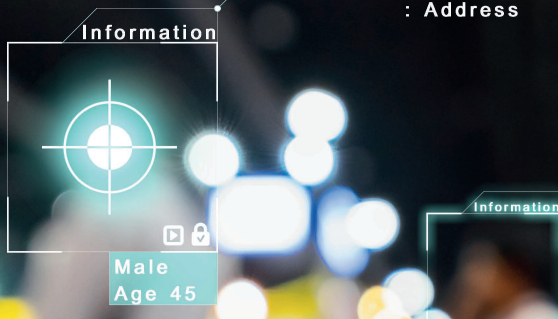 : Address
Information
Information
Male
Age 45